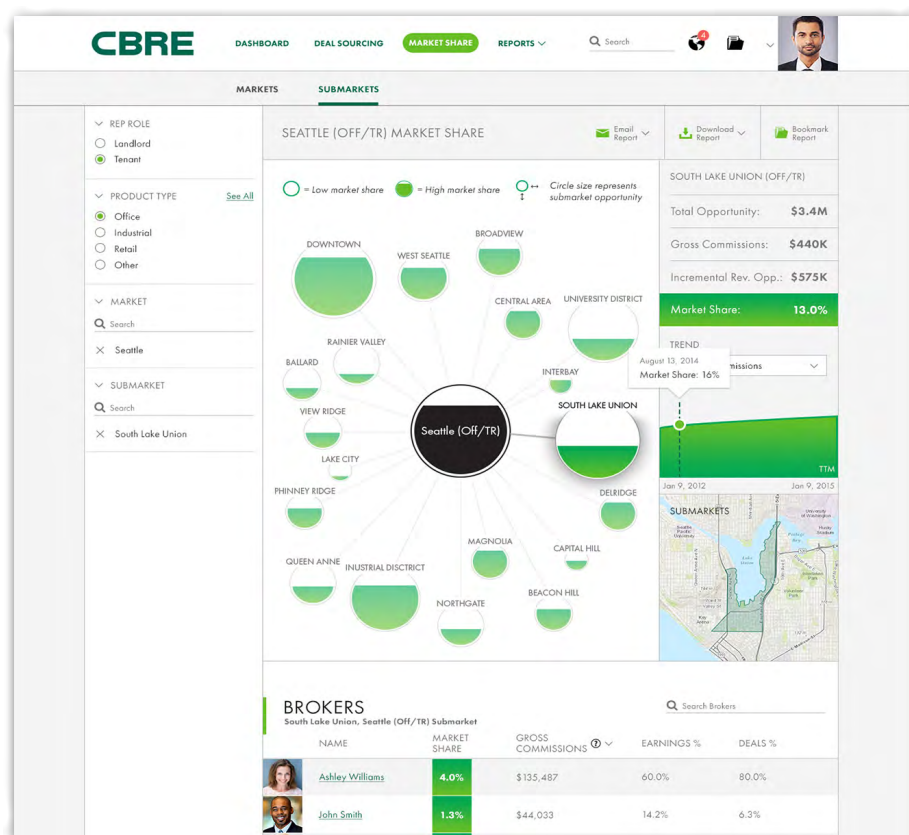 CBRE
DASHBOARD
DEAL SOURCING
MARKET SHARE
REPORTS
Search
4
MARKETS
SUBMARKETS
REP ROLE
Landlord
Tenant
PRODUCT TYPE
See All
Office
Industrial
Retail
Other
MARKET
Search
Seattle
SUBMARKET
Search
South Lake Union
SEATTLE (OFF/TR) MARKET SHARE
Email
Report
Download
Report
Bookmark
Report
= Low market share
= High market share
Circle size represents
submarket opportunity
BROADVIEW
DOWNTOWN
WEST SEATTLE
CENTRAL AREA
UNIVERSITY DISTRICT
RAINIER VALLEY
BALLARD
INTERBAY
VIEW RIDGE
SOUTH LAKE UNION
Seattle (Off/TR)
LAKE CITY
PHINNEY RIDGE
DELRIDGE
MAGNOLIA
CAPITAL HILL
QUEEN ANNE
INUSTRIAL DISCTRICT
BEACON HILL
NORTHGATE
SOUTH LAKE UNION (OFF/TR)
Total Opportunity: $3.4M
Gross Commissions: $440K
Incremental Rev. Opp.: $575K
Market Share: 13.0%
TREND
missions
August 13, 2014
Market Share: 16%
TTM
Jan 9, 2012
Jan 9, 2015
SUBMARKETS
Lake
Union
BROKERS
South Lake Union, Seattle (Off/TR) Submarket
Search Brokers
NAME
MARKET
SHARE
GROSS
COMMISSIONS ?
EARNINGS %
DEALS %
Ashley Williams 4.0% $135,487 60.0% 80.0%
John Smith 1.3% $44,033 14.2% 6.3%